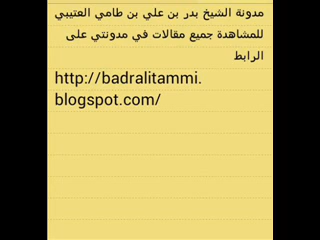 مدونة الشيخ بدر بن علي بن طامي العتيبي
للمشاهدة جميع مقالات في مدونتي على
الرابط
http://badralitammi.
blogspot.com/